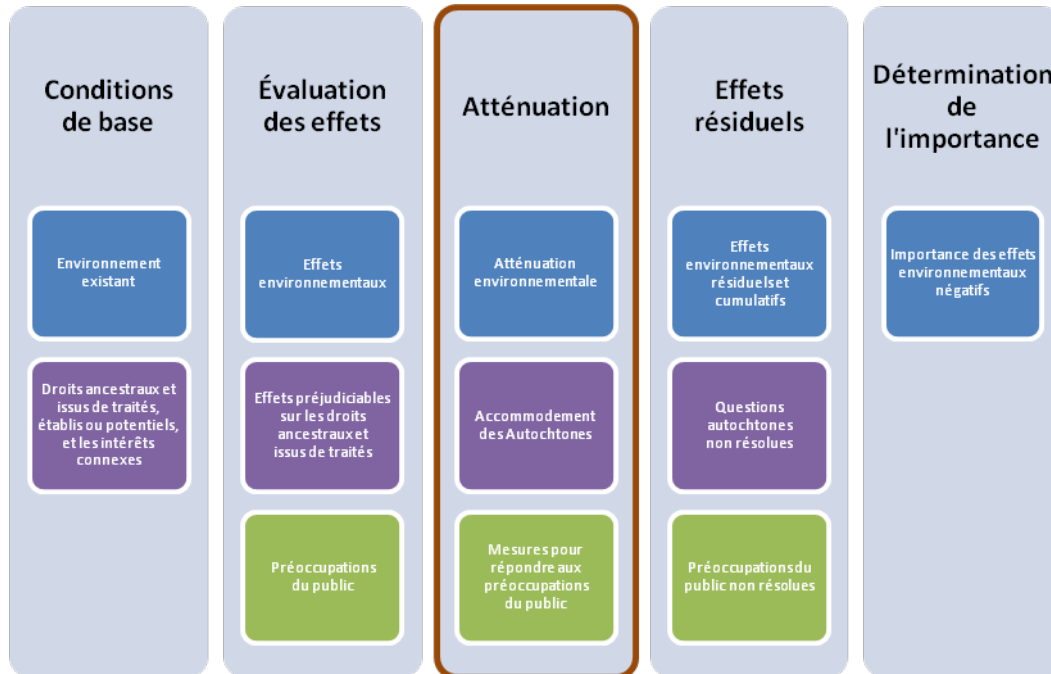 Conditions
de base
Environnement
existant
Droits ancestraux et
issus de traités,
établis ou potentiels,
et les intérêts
connexes
Évaluation
des effets
Effets
environnementaux
Effets préjudiciables
sur les droits
ancestraux et
issus de traités
Préoccupations
du public
Atténuation
Atténuation
environnementale
Accommodement
des Autochtones
Mesures pour
répondre aux
préoccupations
du public
Effets
résiduels
Effets
environnementaux
résiduels et
cumulatifs
Questions
autochtones
non résolues
Préoccupations du
public non résolues
Détermination
de
l'importance
Importance des effets
environnementaux
négatifs